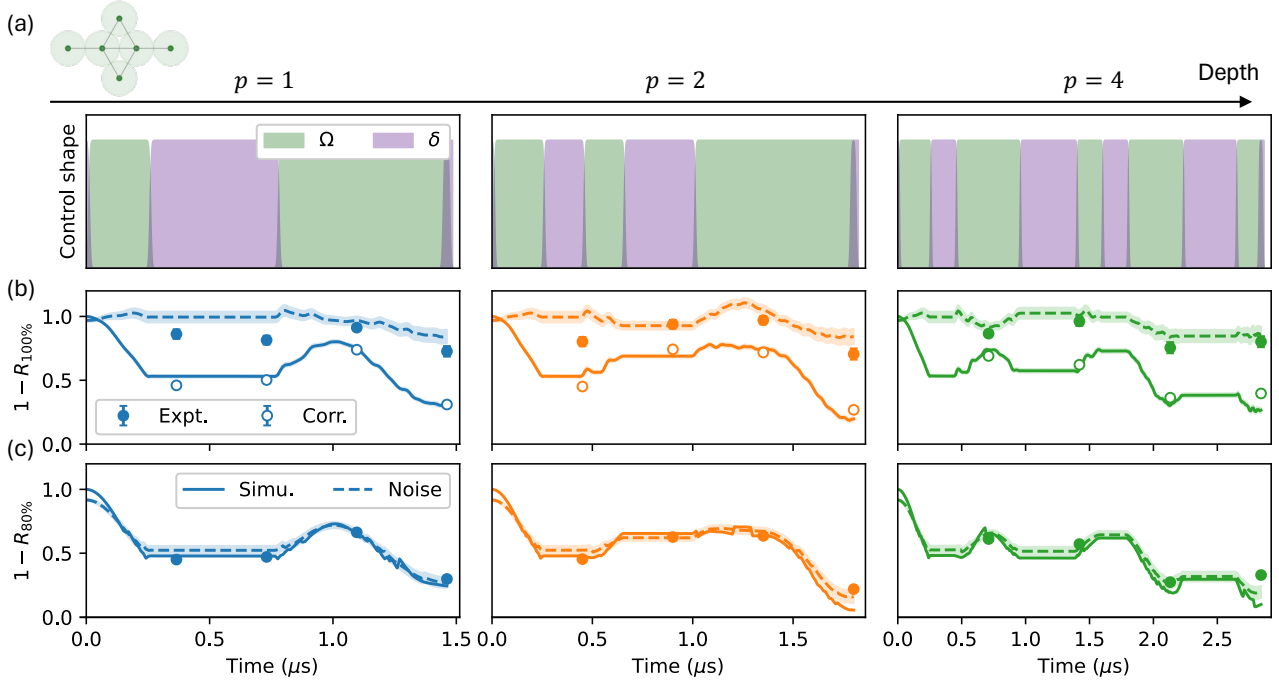 (a)
p = 1
p = 2
p = 4
Depth
Control shape
Ω
δ
(b)
1 − R100%
1.0
0.5
0.0
Expt.
Corr.
(c)
1 − R80%
1.0
0.5
0.0
Simu.
Noise
0.0 0.5 1.0 1.5
0.0 0.5 1.0 1.5
0.0 0.5 1.0 1.5 2.0 2.5
Time (μs)
Time (μs)
Time (μs)